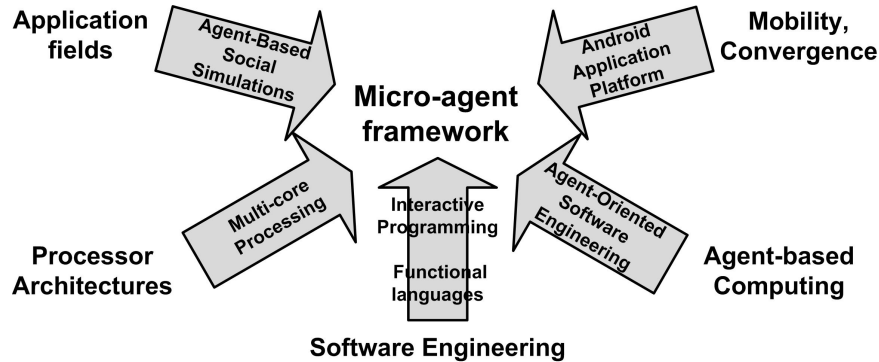 Application
fields
Agent-Based
Social
Simulations
Android
Application
Platform
Mobility,
Convergence
Micro-agent
framework
Multi-core
Processing
Interactive
Programming
Functional
languages
Agent-Oriented
Software
Engineering
Processor
Architectures
Agent-based
Computing
Software Engineering